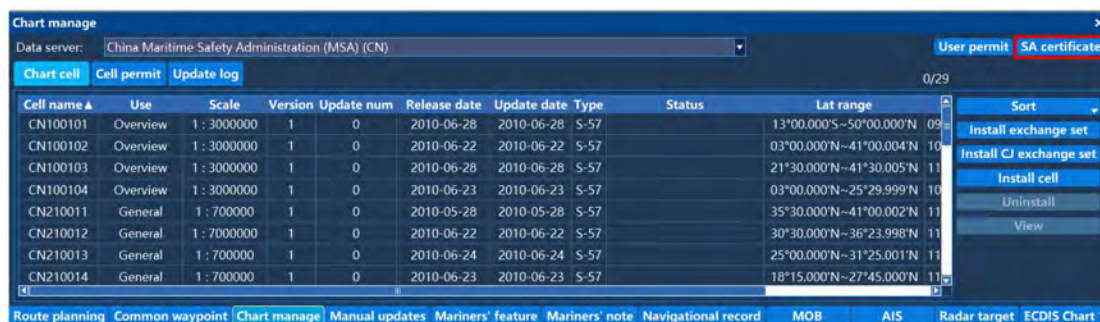 Chart manage ×
Data server: China Maritime Safety Administration (MSA) (CN) User permit SA certificate
Chart cell Cell permit Update log 0/29
Cell name▲ Use Scale Version Update num Release date Update date Type Status Lat range Sort
CN100101 Overview 1 : 3000000 1 0 2010-06-28 2010-06-28 S-57 13°00.000'S~50°00.000'N 09 Install exchange set
CN100102 Overview 1 : 3000000 1 0 2010-06-22 2010-06-22 S-57 03°00.000'N~41°00.004'N 10 Install CJ exchange set
CN100103 Overview 1 : 3000000 1 0 2010-06-28 2010-06-28 S-57 21°30.000'N~41°30.005'N 11 Install cell
CN100104 Overview 1 : 3000000 1 0 2010-06-23 2010-06-23 S-57 03°00.000'N~25°29.999'N 10 Uninstall
CN210011 General 1 : 700000 1 0 2010-05-28 2010-05-28 S-57 35°30.000'N~41°00.002'N 11 View
CN210012 General 1 : 700000 1 0 2010-06-22 2010-06-22 S-57 30°30.000'N~36°23.998'N 11
CN210013 General 1 : 700000 1 0 2010-06-24 2010-06-24 S-57 25°00.000'N~31°25.001'N 11
CN210014 General 1 : 700000 1 0 2010-06-23 2010-06-23 S-57 18°15.000'N~27°45.000'N 11
Route planning Common waypoint Chart manage Manual updates Mariners' feature Mariners' note Navigational record MOB AIS Radar target ECDIS Chart